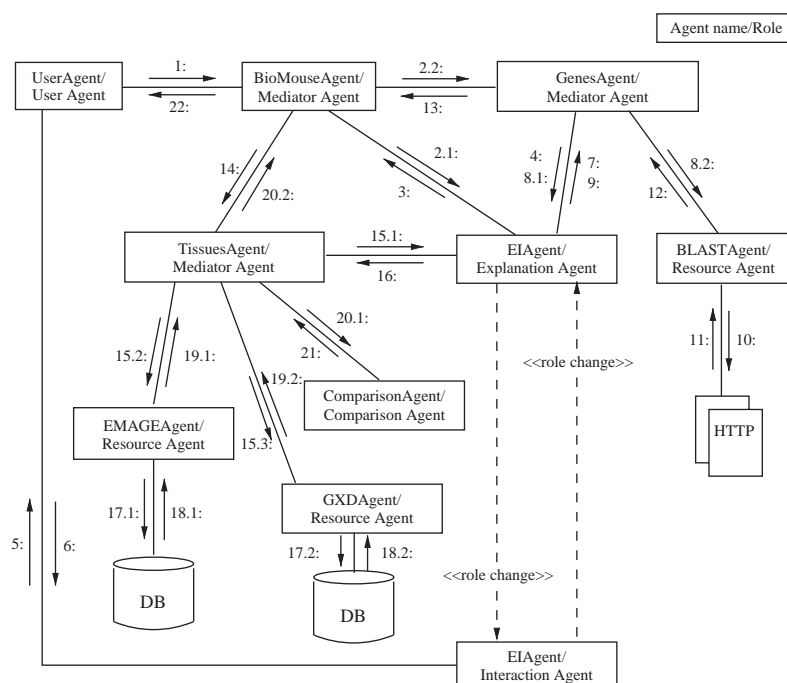 Agent name/Role
UserAgent/
User Agent
1:
22:
BioMouseAgent/
Mediator Agent
2.2:
13:
GenesAgent/
Mediator Agent
14:
20.2:
2.1:
3:
4:
8.1:
7:
9:
8.2:
12:
TissuesAgent/
Mediator Agent
15.1:
16:
EIAgent/
Explanation Agent
BLASTAgent/
Resource Agent
15.2:
19.1:
19.2:
15.3:
20.1:
21:
<<role change>>
11:
10:
ComparisonAgent/
Comparison Agent
EMAGEAgent/
Resource Agent
HTTP
GXDAgent/
Resource Agent
17.1:
18.1:
17.2:
18.2:
5:
6:
<<role change>>
DB
DB
EIAgent/
Interaction Agent